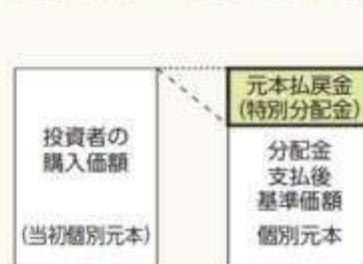 投資者の
購入価額
(当初個別元本)
元本払戻金
(特別分配金)
分配金
支払後
基準価額
個別元本